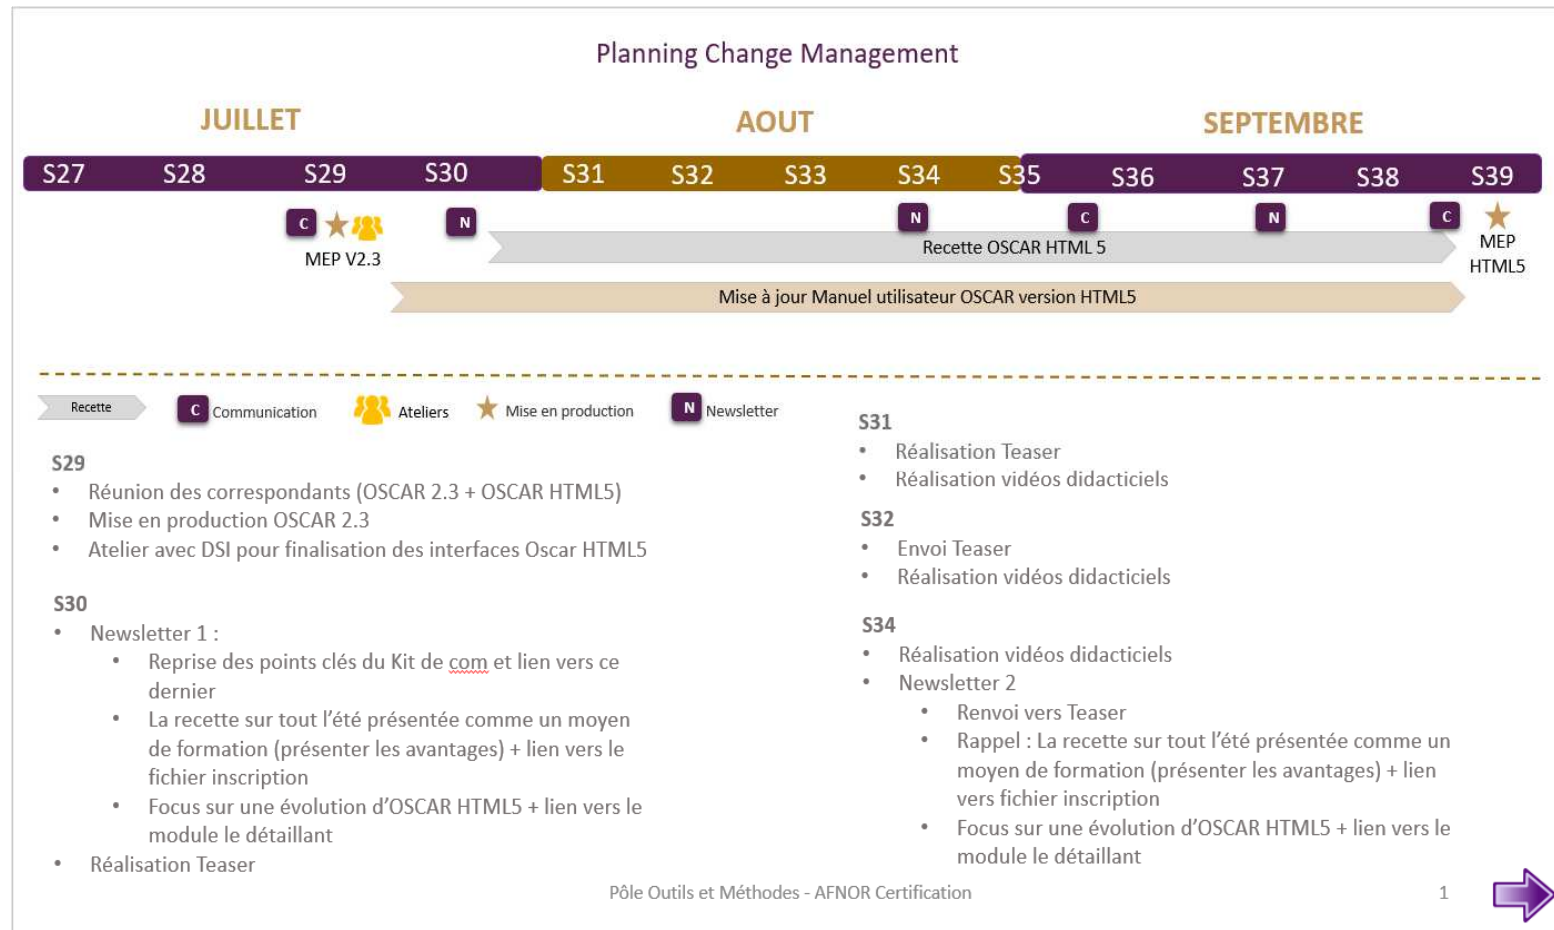 Planning Change Management
JUILLET
AOUT
SEPTEMBRE
S27 S28 S29 S30 S31 S32 S33 S34 S35 S36 S37 S38 S39
C
N
N
C
N
C
MEP V2.3
MEP
HTML5
Recette OSCAR HTML 5
Mise à jour Manuel utilisateur OSCAR version HTML5
Recette
C Communication
Ateliers
Mise en production
N Newsletter
S29
• Réunion des correspondants (OSCAR 2.3 + OSCAR HTML5)
• Mise en production OSCAR 2.3
• Atelier avec DSI pour finalisation des interfaces Oscar HTML5
S30
• Newsletter 1 :
• Reprise des points clés du Kit de com et lien vers ce
dernier
• La recette sur tout l’été présentée comme un moyen
de formation (présenter les avantages) + lien vers le
fichier inscription
• Focus sur une évolution d’OSCAR HTML5 + lien vers le
module le détaillant
• Réalisation Teaser
S31
• Réalisation Teaser
• Réalisation vidéos didacticiels
S32
• Envoi Teaser
• Réalisation vidéos didacticiels
S34
• Réalisation vidéos didacticiels
• Newsletter 2
• Renvoi vers Teaser
• Rappel : La recette sur tout l’été présentée comme un
moyen de formation (présenter les avantages) + lien
vers fichier inscription
• Focus sur une évolution d’OSCAR HTML5 + lien vers le
module le détaillant
Pôle Outils et Méthodes - AFNOR Certification
1